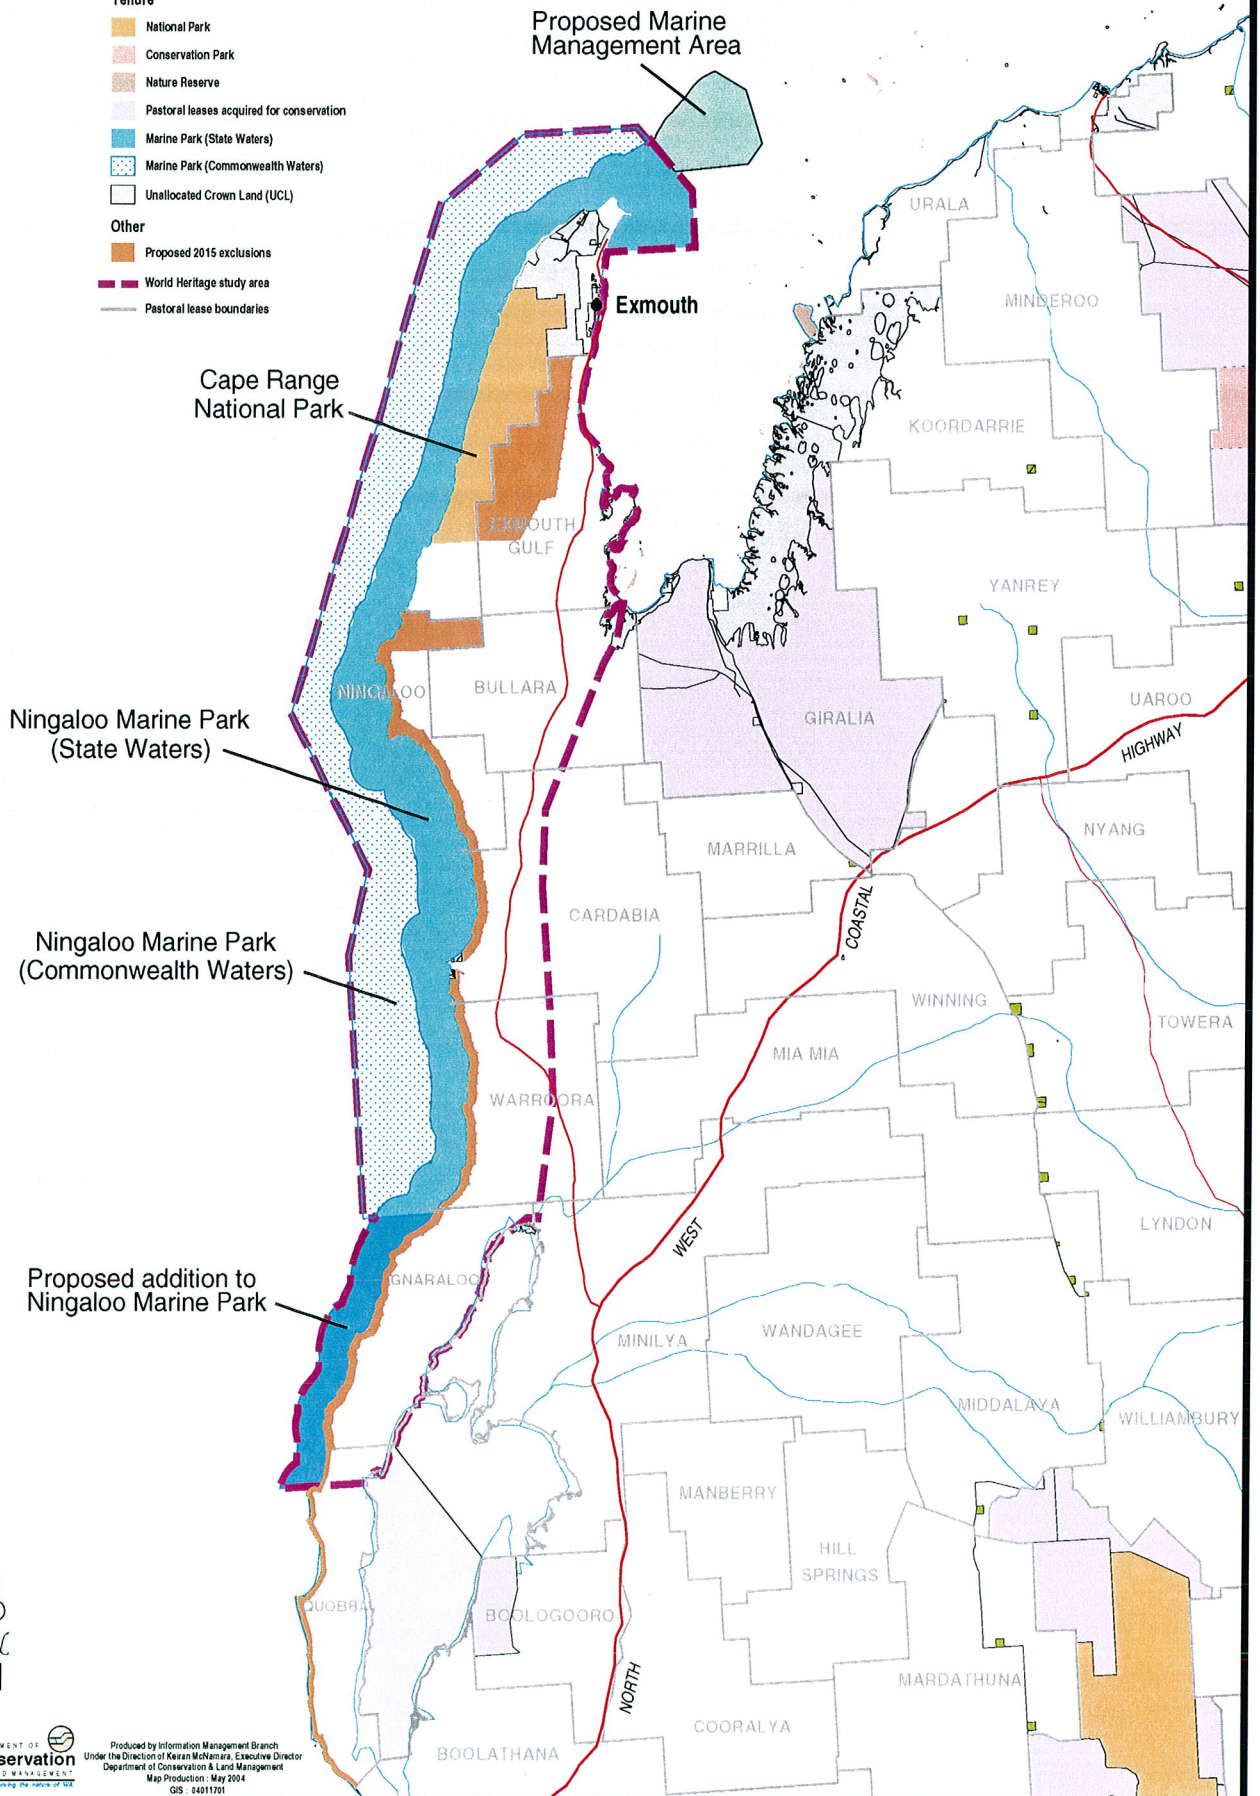 Tenure
National Park
Conservation Park
Nature Reserve
Pastoral leases acquired for conservation
Marine Park (State Waters)
Marine Park (Commonwealth Waters)
Unallocated Crown Land (UCL)
Other
Proposed 2015 exclusions
World Heritage study area
Pastoral lease boundaries
Proposed Marine
Management Area
URALA
MINDEROO
Exmouth
Cape Range
National Park
KOORDARRIE
EXMOUTH
GULF
YANREY
NINGALOO
BULLARA
GIRALIA
UAROO
HIGHWAY
Ningaloo Marine Park
(State Waters)
MARRILLA
NYANG
CARDABIA
COASTAL
Ningaloo Marine Park
(Commonwealth Waters)
WINNING
TOWERA
MIA MIA
WARROORA
WEST
LYNDON
Proposed addition to
Ningaloo Marine Park
GNARALOO
MINILYA
WANDAGEE
MIDDALAYA
WILLIAMBURY
MANBERRY
HILL
SPRINGS
QUOBBA
BOOLOGOORO
NORTH
MARDATHUNA
COORALYA
BOOLATHANA
MENT OF
servation
D MANAGEMENT
Produced by Information Management Branch
Under the Direction of Keiran McNamara, Executive Director
Department of Conservation & Land Management
Map Production : May 2004
GIS : 04011701